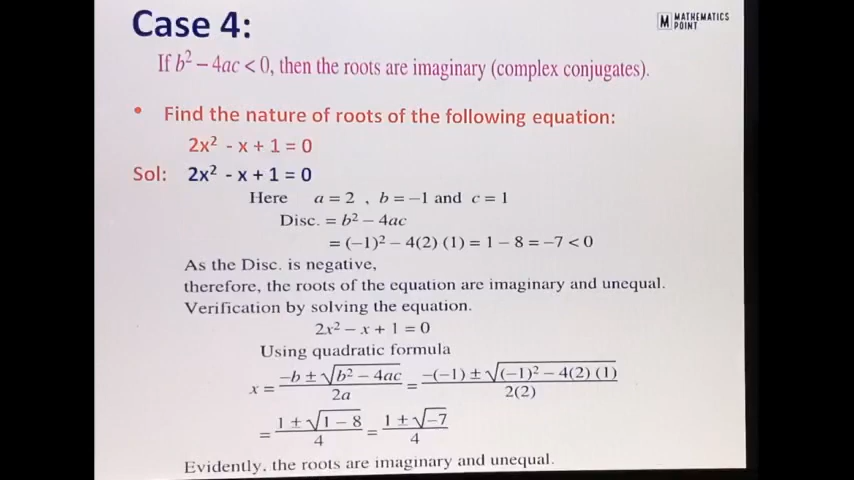 Case 4:
M MATHEMATICS
POINT
If b² – 4ac < 0, then the roots are imaginary (complex conjugates).
• Find the nature of roots of the following equation:
2x² - x + 1 = 0
Sol: 2x² - x + 1 = 0
Here a = 2 , b = −1 and c = 1
Disc. = b² − 4ac
= (−1)² − 4(2) (1) = 1 − 8 = −7 < 0
As the Disc. is negative,
therefore, the roots of the equation are imaginary and unequal.
Verification by solving the equation.
2x² − x + 1 = 0
Using quadratic formula
x = (−b ± √(b² − 4ac))/2a = (−(−1) ± √((−1)² − 4(2) (1)))/2(2)
= (1 ± √(1 − 8))/4 = (1 ± √−7)/4
Evidently, the roots are imaginary and unequal.